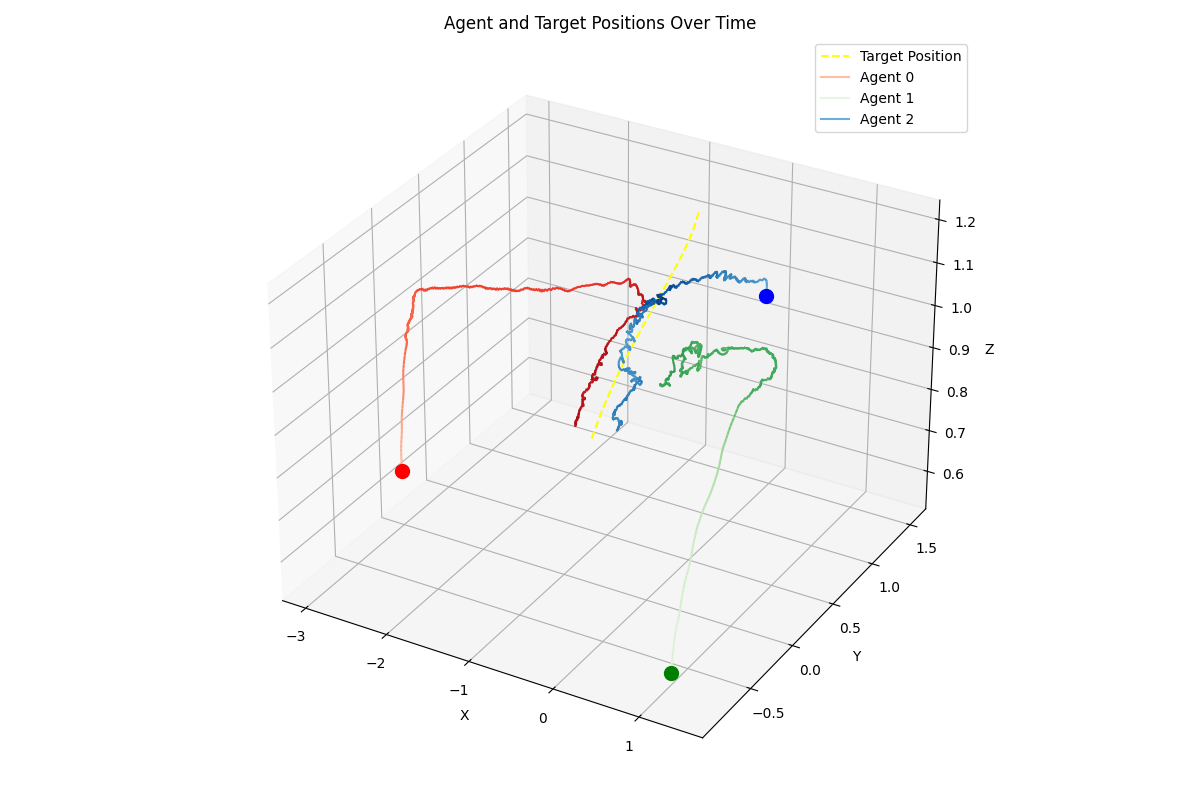 Agent and Target Positions Over Time
Target Position
Agent 0
Agent 1
Agent 2
1.2
1.1
1.0
0.9
0.8
0.7
0.6
Z
1.5
1.0
0.5
0.0
−0.5
Y
−3
−2
−1
0
1
X